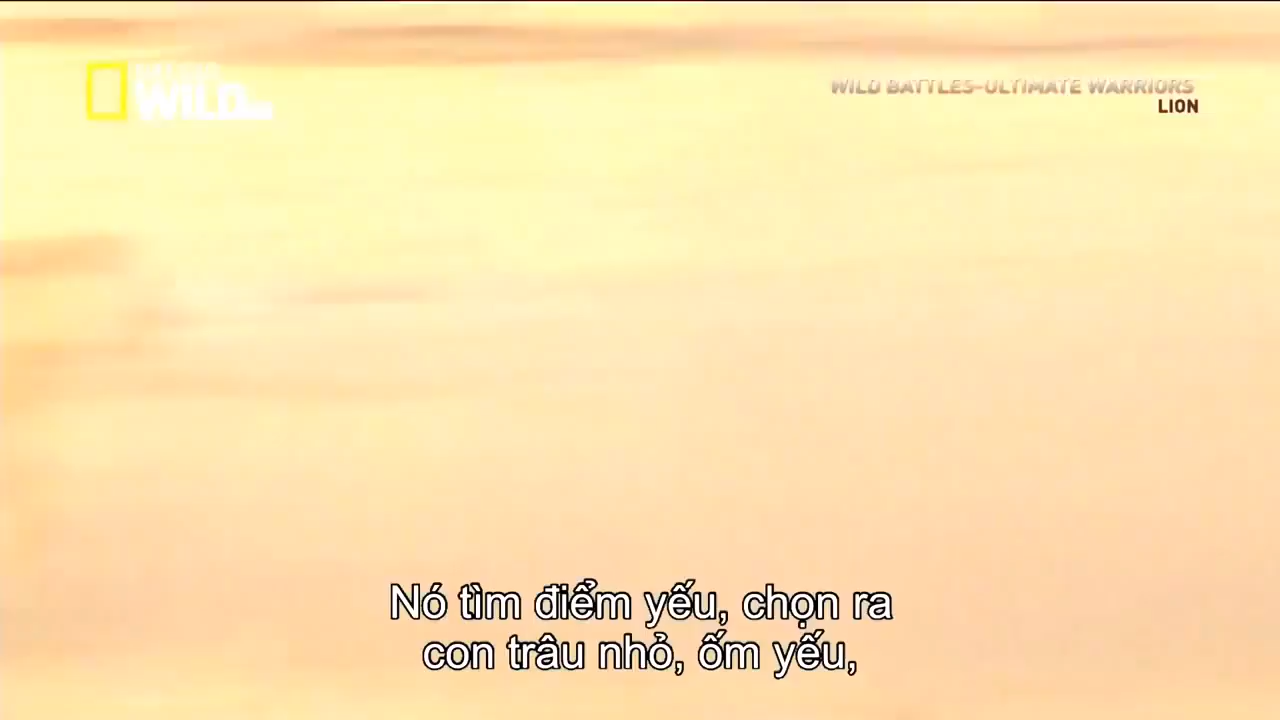 WILD
WILD BATTLES-ULTIMATE WARRIORS
LION
Nó tìm điểm yếu, chọn ra
con trâu nhỏ, ốm yếu,